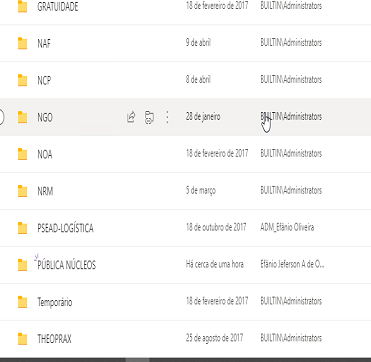 GRATUIDADE 18 de fevereiro de 2017 BUILTIN\Administrators
NAF 9 de abril BUILTIN\Administrators
NCP 8 de abril BUILTIN\Administrators
NGO 28 de janeiro BUILTIN\Administrators
NOA 18 de fevereiro de 2017 BUILTIN\Administrators
NRM 5 de março BUILTIN\Administrators
PSEAD-LOGÍSTICA 18 de outubro de 2017 ADM_Efânio Oliveira
PÚBLICA NÚCLEOS Há cerca de uma hora Efânio Jeferson A de O...
Temporário 18 de fevereiro de 2017 BUILTIN\Administrators
THEOPRAX 25 de agosto de 2017 BUILTIN\Administrators